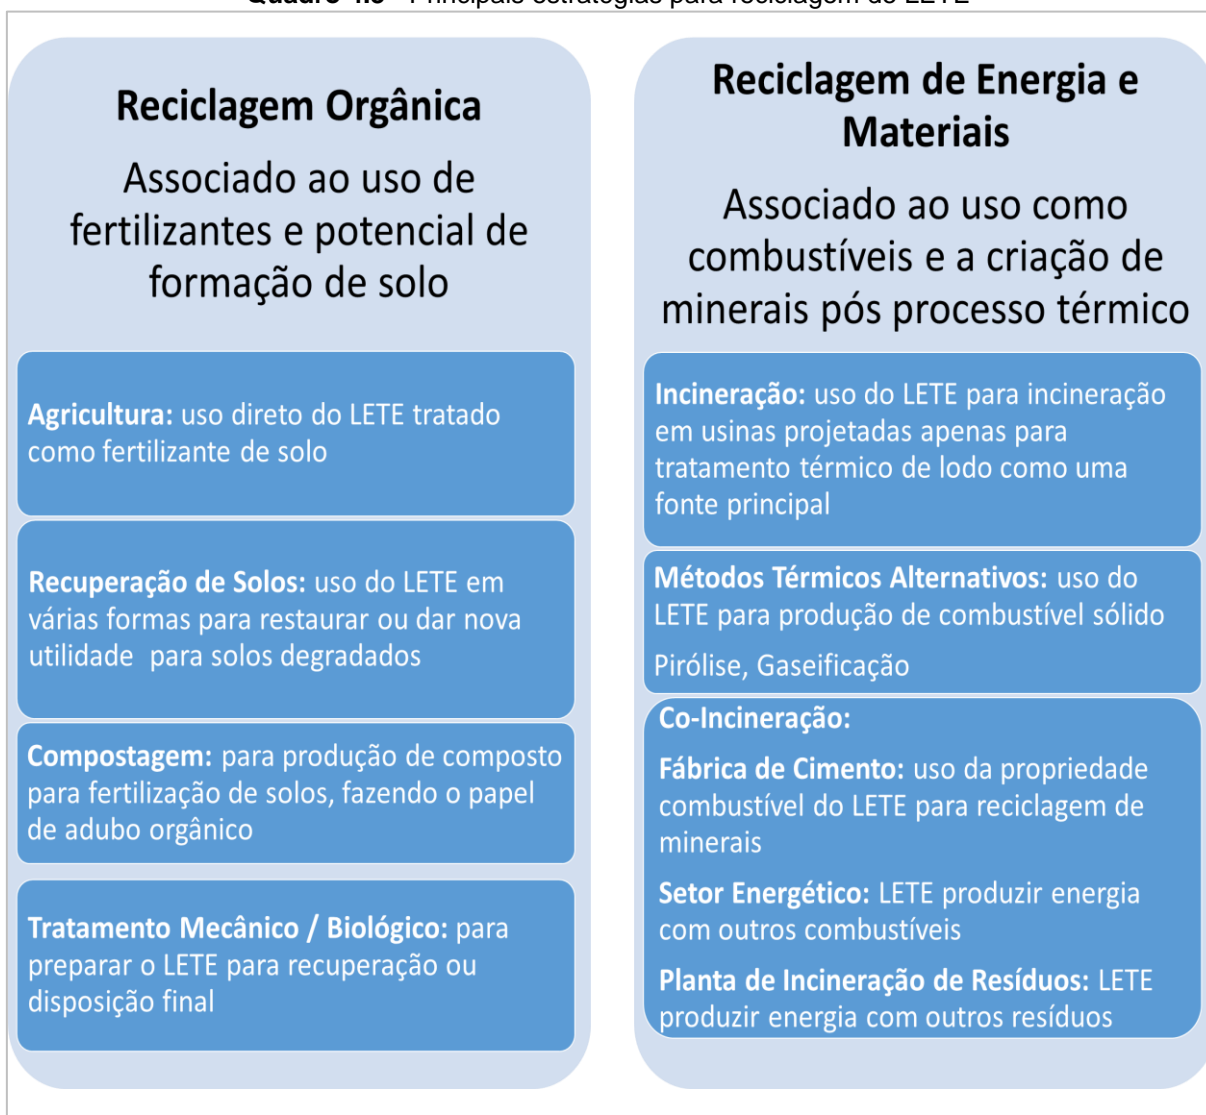 Principais estratégias para reciclagem do LETE
Reciclagem Orgânica
Associado ao uso de
fertilizantes e potencial de
formação de solo
Agricultura: uso direto do LETE tratado
como fertilizante de solo
Recuperação de Solos: uso do LETE em
várias formas para restaurar ou dar nova
utilidade para solos degradados
Compostagem: para produção de composto
para fertilização de solos, fazendo o papel
de adubo orgânico
Tratamento Mecânico / Biológico: para
preparar o LETE para recuperação ou
disposição final
Reciclagem de Energia e
Materiais
Associado ao uso como
combustíveis e a criação de
minerais pós processo térmico
Incineração: uso do LETE para incineração
em usinas projetadas apenas para
tratamento térmico de lodo como uma
fonte principal
Métodos Térmicos Alternativos: uso do
LETE para produção de combustível sólido
Pirólise, Gaseificação
Co-Incineração:
Fábrica de Cimento: uso da propriedade
combustível do LETE para reciclagem de
minerais
Setor Energético: LETE produzir energia
com outros combustíveis
Planta de Incineração de Resíduos: LETE
produzir energia com outros resíduos